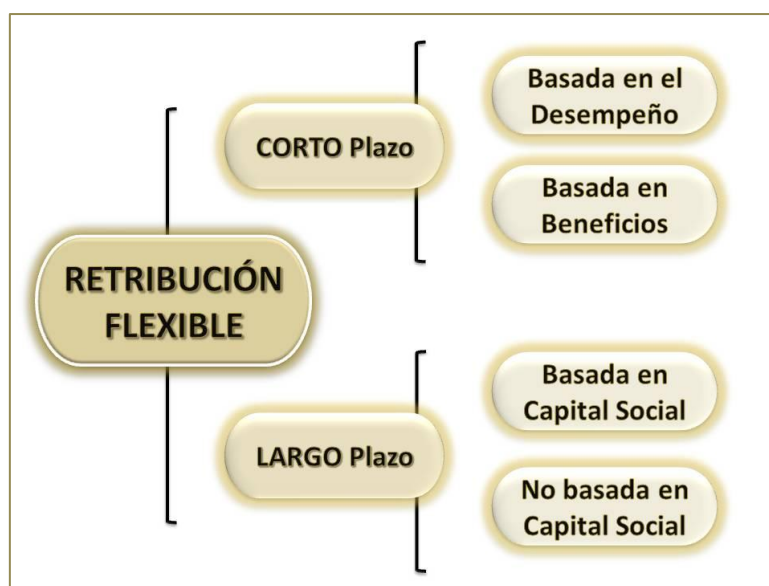 RETRIBUCIÓN
FLEXIBLE
CORTO Plazo
Basada en el
Desempeño
Basada en
Beneficios
LARGO Plazo
Basada en
Capital Social
No basada en
Capital Social